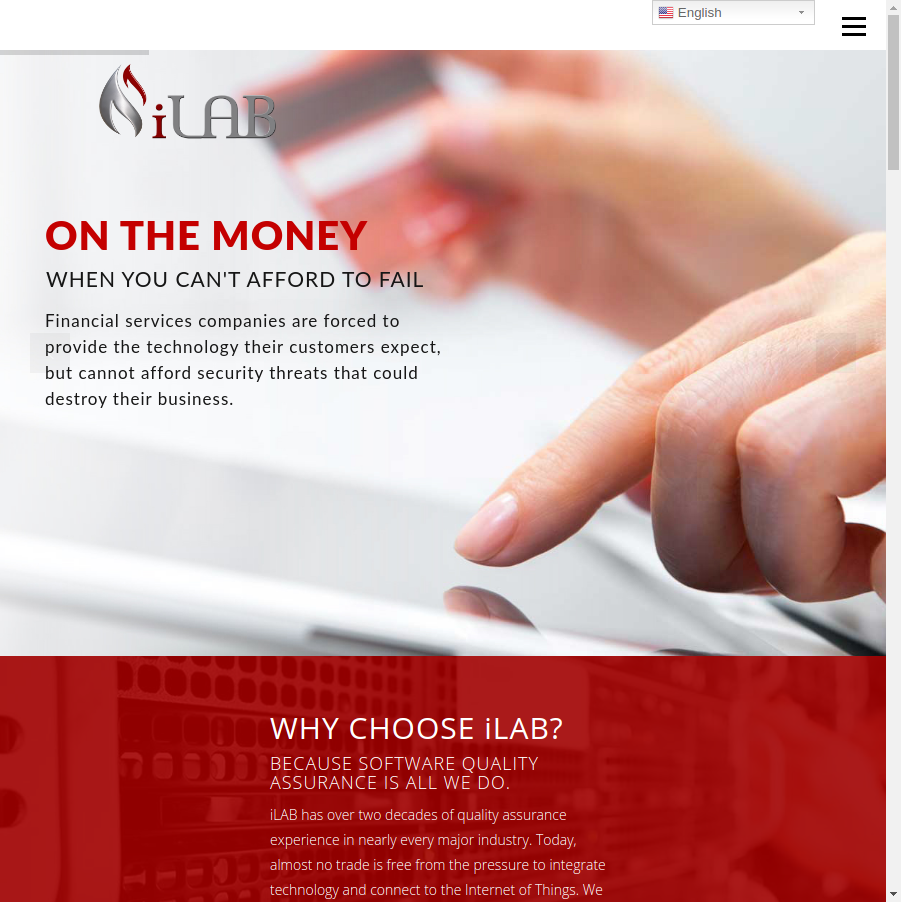 English
iLAB
ON THE MONEY
WHEN YOU CAN'T AFFORD TO FAIL
Financial services companies are forced to
provide the technology their customers expect,
but cannot afford security threats that could
destroy their business.
WHY CHOOSE iLAB?
BECAUSE SOFTWARE QUALITY
ASSURANCE IS ALL WE DO.
iLAB has over two decades of quality assurance
experience in nearly every major industry. Today,
almost no trade is free from the pressure to integrate
technology and connect to the Internet of Things. We